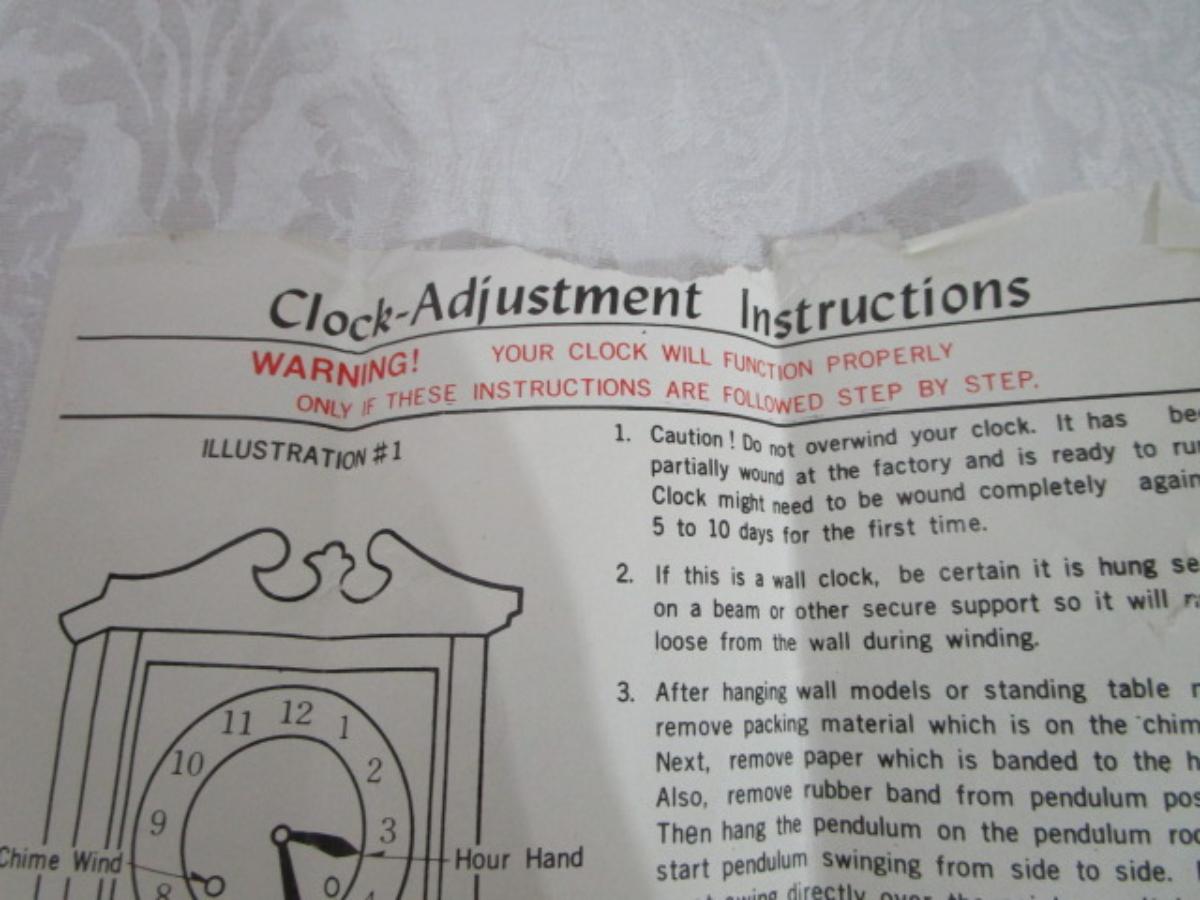 Clock-Adjustment Instructions
WARNING! YOUR CLOCK WILL FUNCTION PROPERLY
ONLY IF THESE INSTRUCTIONS ARE FOLLOWED STEP BY STEP.
ILLUSTRATION #1
11 12 1
10 2
9 3
8
Chime Wind
Hour Hand
1. Caution! Do not overwind your clock. It has
partially wound at the factory and is ready to
Clock might need to be wound completely again
5 to 10 days for the first time.
2. If this is a wall clock, be certain it is hung
on a beam or other secure support so it will
loose from the wall during winding.
3. After hanging wall models or standing table
remove packing material which is on the
Next, remove paper which is banded to the
Also, remove rubber band from pendulum
Then hang the pendulum on the pendulum
start pendulum swinging from side to side.
directly over the